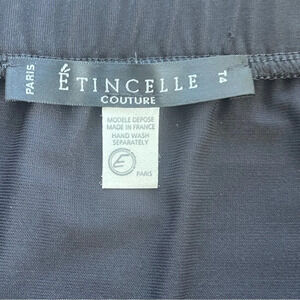 PARIS
ÉTINCELLE
COUTURE
T4
MODELE DEPOSE
MADE IN FRANCE
HAND WASH
SEPARATELY
E
PARIS